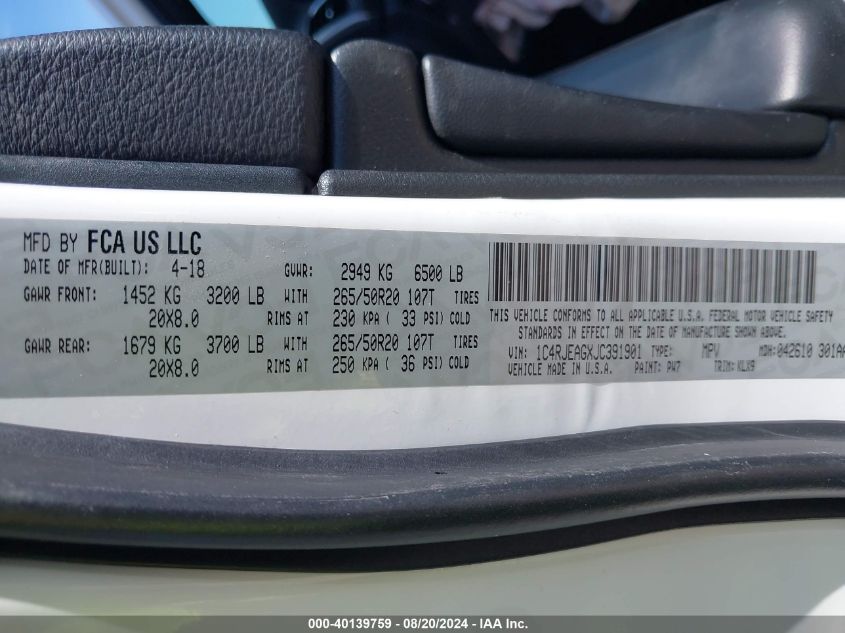 MFD BY FCA US LLC
DATE OF MFR(BUILT): 4-18 GVWR: 2949 KG 6500 LB
GAWR FRONT: 1452 KG 3200 LB WITH 265/50R20 107T TIRES
20X8.0 RIMS AT 230 KPA ( 33 PSI) COLD
GAWR REAR: 1679 KG 3700 LB WITH 265/50R20 107T TIRES
20X8.0 RIMS AT 250 KPA ( 36 PSI) COLD
THIS VEHICLE CONFORMS TO ALL APPLICABLE U.S.A. FEDERAL MOTOR VEHICLE SAFETY
STANDARDS IN EFFECT ON THE DATE OF MANUFACTURE SHOWN ABOVE.
VIN: 1C4RJEAGXJC391901 TYPE: MPV MDH: 042610 301AA
VEHICLE MADE IN U.S.A. PAINT: PW7 TRIM: KLX9
000-40139759 - 08/20/2024 - IAA Inc.